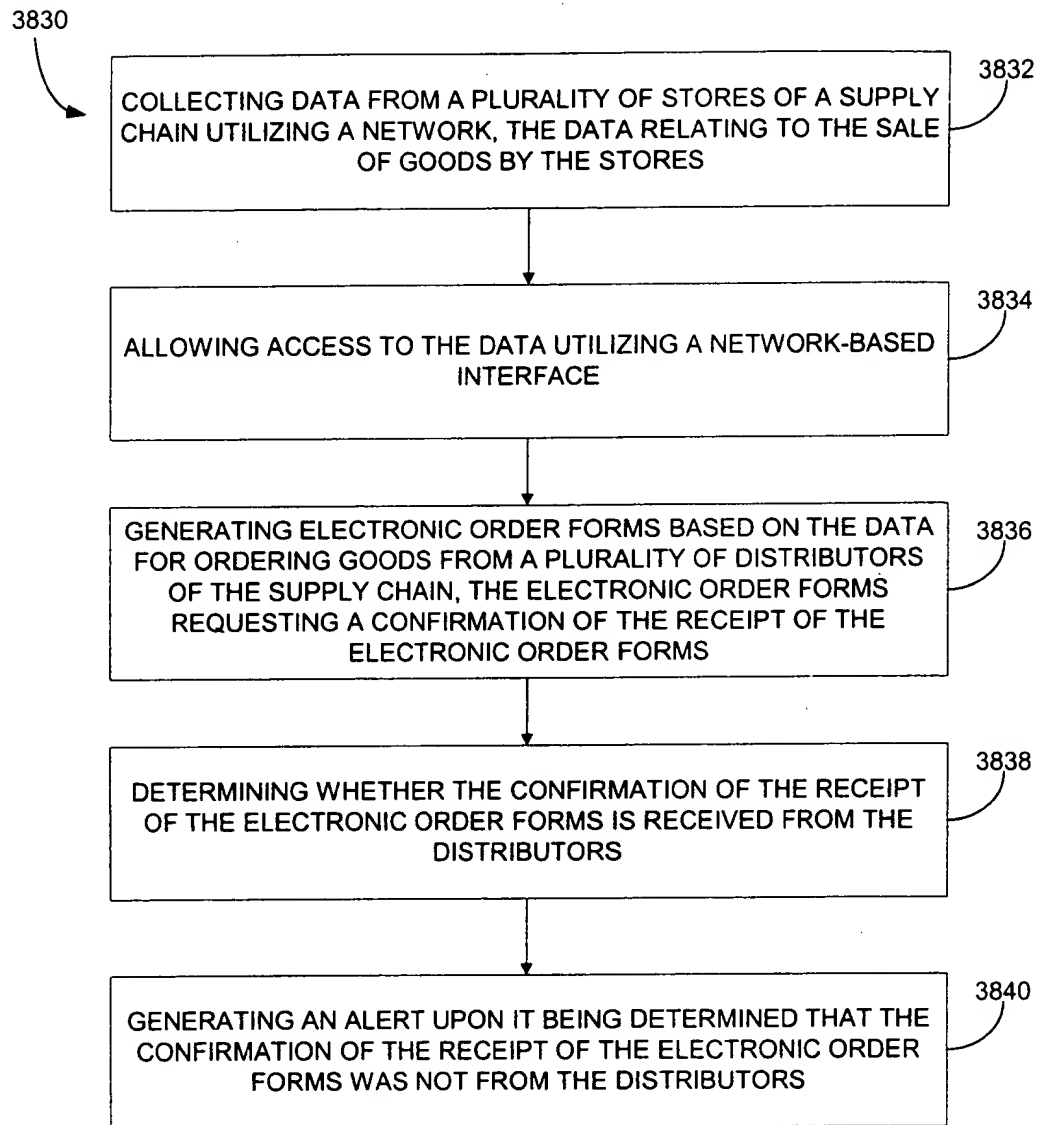 3830
3832
COLLECTING DATA FROM A PLURALITY OF STORES OF A SUPPLY
CHAIN UTILIZING A NETWORK, THE DATA RELATING TO THE SALE
OF GOODS BY THE STORES
3834
ALLOWING ACCESS TO THE DATA UTILIZING A NETWORK-BASED
INTERFACE
3836
GENERATING ELECTRONIC ORDER FORMS BASED ON THE DATA
FOR ORDERING GOODS FROM A PLURALITY OF DISTRIBUTORS
OF THE SUPPLY CHAIN, THE ELECTRONIC ORDER FORMS
REQUESTING A CONFIRMATION OF THE RECEIPT OF THE
ELECTRONIC ORDER FORMS
3838
DETERMINING WHETHER THE CONFIRMATION OF THE RECEIPT
OF THE ELECTRONIC ORDER FORMS IS RECEIVED FROM THE
DISTRIBUTORS
3840
GENERATING AN ALERT UPON IT BEING DETERMINED THAT THE
CONFIRMATION OF THE RECEIPT OF THE ELECTRONIC ORDER
FORMS WAS NOT FROM THE DISTRIBUTORS